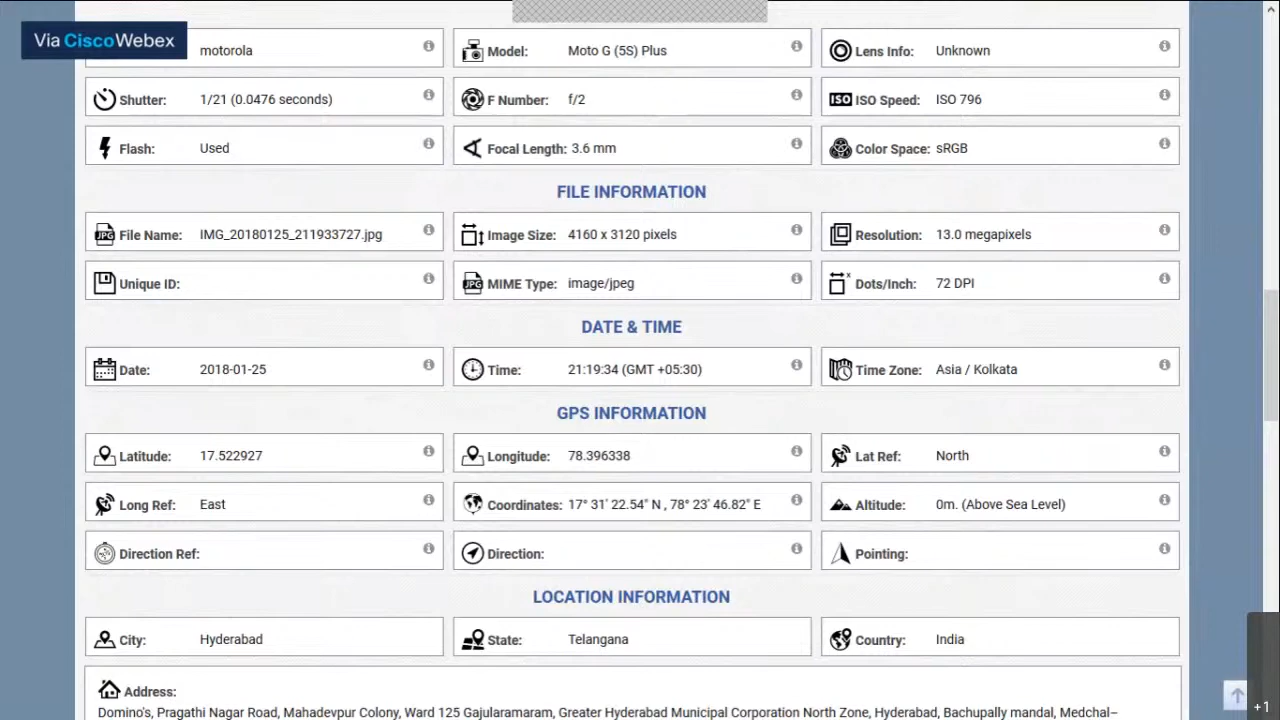 Via CiscoWebex
motorola
Model: Moto G (5S) Plus
Lens Info: Unknown
Shutter: 1/21 (0.0476 seconds)
F Number: f/2
ISO ISO Speed: ISO 796
Flash: Used
Focal Length: 3.6 mm
Color Space: sRGB
FILE INFORMATION
JPG File Name: IMG_20180125_211933727.jpg
Image Size: 4160 x 3120 pixels
Resolution: 13.0 megapixels
Unique ID:
JPG MIME Type: image/jpeg
Dots/Inch: 72 DPI
DATE & TIME
Date: 2018-01-25
Time: 21:19:34 (GMT +05:30)
Time Zone: Asia / Kolkata
GPS INFORMATION
Latitude: 17.522927
Longitude: 78.396338
Lat Ref: North
Long Ref: East
Coordinates: 17° 31' 22.54" N , 78° 23' 46.82" E
Altitude: 0m. (Above Sea Level)
Direction Ref:
Direction:
Pointing:
LOCATION INFORMATION
City: Hyderabad
State: Telangana
Country: India
Address:
Domino's, Pragathi Nagar Road, Mahadevpur Colony, Ward 125 Gajularamaram, Greater Hyderabad Municipal Corporation North Zone, Hyderabad, Bachupally mandal, Medchal–
+1